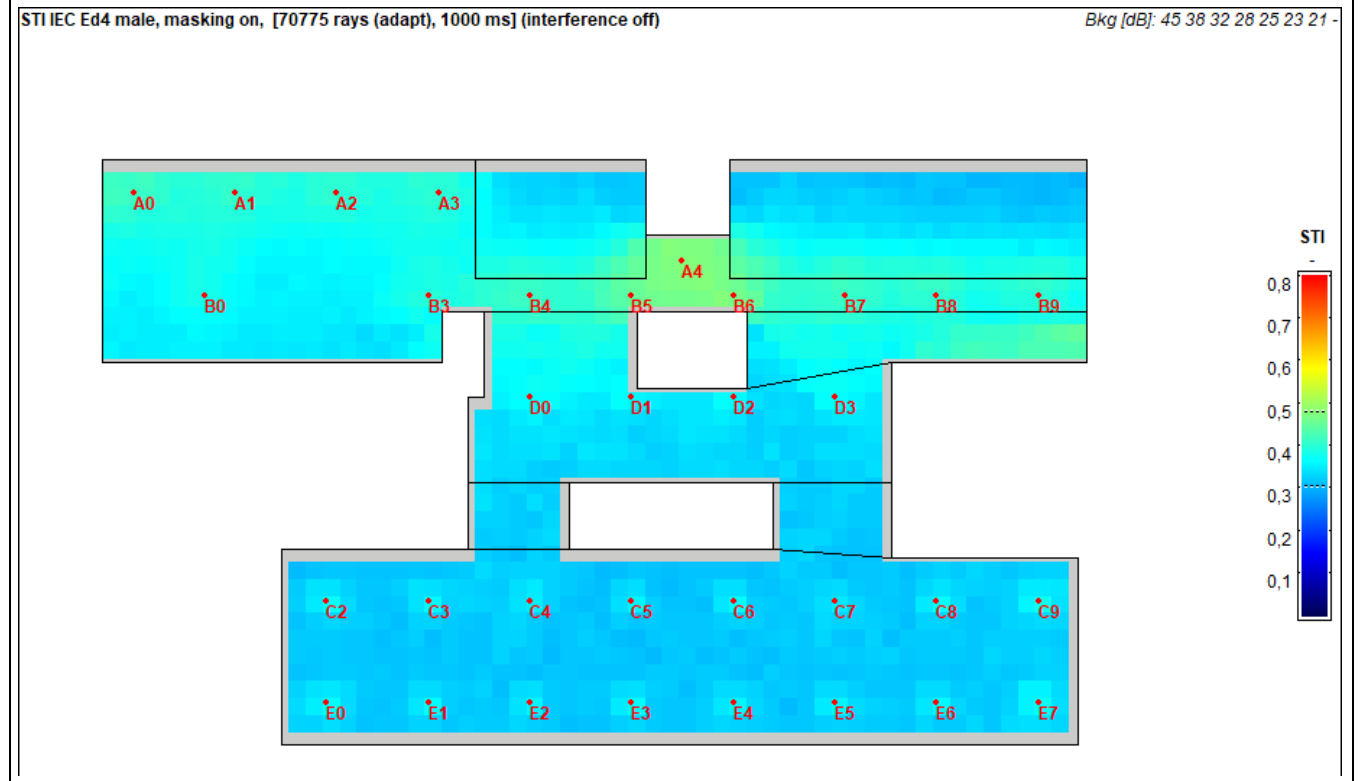 STI IEC Ed4 male, masking on, [70775 rays (adapt), 1000 ms] (interference off)
Bkg [dB]: 45 38 32 28 25 23 21 -
A0 A1 A2 A3
STI
-
A4
0,8
B0 B3 B4 B5 B6 B7 B8 B9
0,7
0,6
D0 D1 D2 D3
0,5
0,4
0,3
0,2
0,1
C2 C3 C4 C5 C6 C7 C8 C9
E0 E1 E2 E3 E4 E5 E6 E7